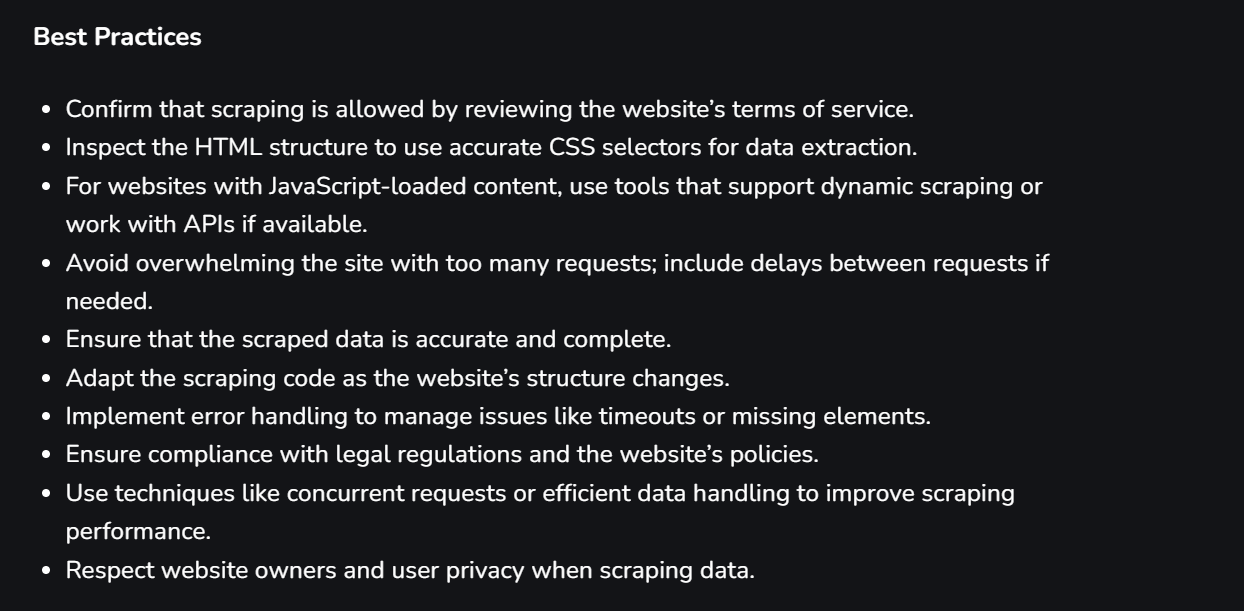 Best Practices
• Confirm that scraping is allowed by reviewing the website’s terms of service.
• Inspect the HTML structure to use accurate CSS selectors for data extraction.
• For websites with JavaScript-loaded content, use tools that support dynamic scraping or
work with APIs if available.
• Avoid overwhelming the site with too many requests; include delays between requests if
needed.
• Ensure that the scraped data is accurate and complete.
• Adapt the scraping code as the website’s structure changes.
• Implement error handling to manage issues like timeouts or missing elements.
• Ensure compliance with legal regulations and the website’s policies.
• Use techniques like concurrent requests or efficient data handling to improve scraping
performance.
• Respect website owners and user privacy when scraping data.